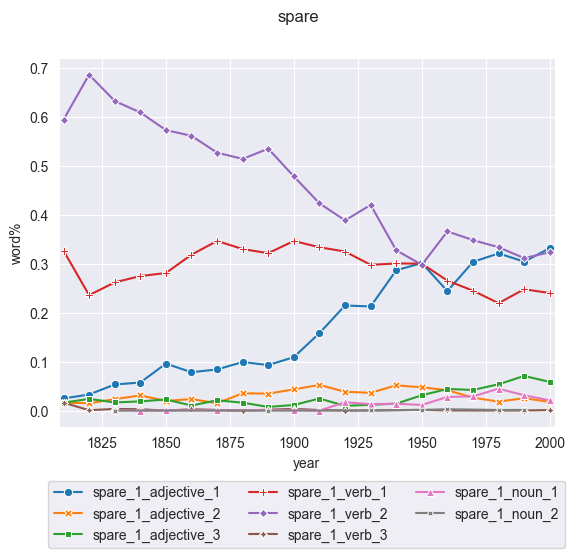 spare
0.7
0.6
0.5
0.4
0.3
0.2
0.1
0.0
word%
1825 1850 1875 1900 1925 1950 1975 2000
year
spare_1_adjective_1 spare_1_verb_1 spare_1_noun_1
spare_1_adjective_2 spare_1_verb_2 spare_1_noun_2
spare_1_adjective_3 spare_1_verb_3